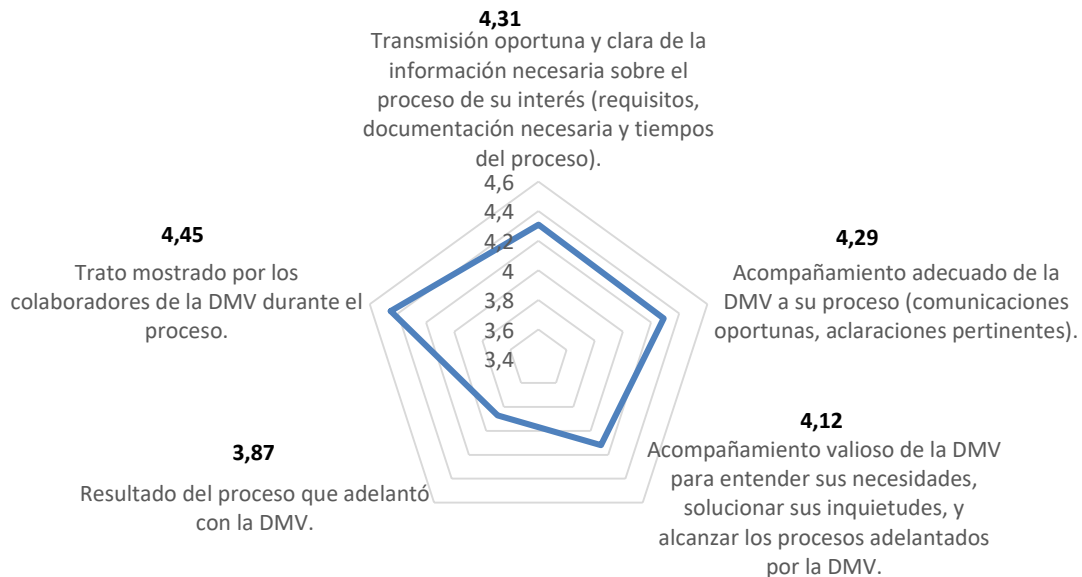 4,31
Transmisión oportuna y clara de la
información necesaria sobre el
proceso de su interés (requisitos,
documentación necesaria y tiempos
del proceso).
4,6
4,4
4,2
4
3,8
3,6
3,4
4,29
Acompañamiento adecuado de la
DMV a su proceso (comunicaciones
oportunas, aclaraciones pertinentes).
4,12
Acompañamiento valioso de la DMV
para entender sus necesidades,
solucionar sus inquietudes, y
alcanzar los procesos adelantados
por la DMV.
3,87
Resultado del proceso que adelantó
con la DMV.
4,45
Trato mostrado por los
colaboradores de la DMV durante el
proceso.